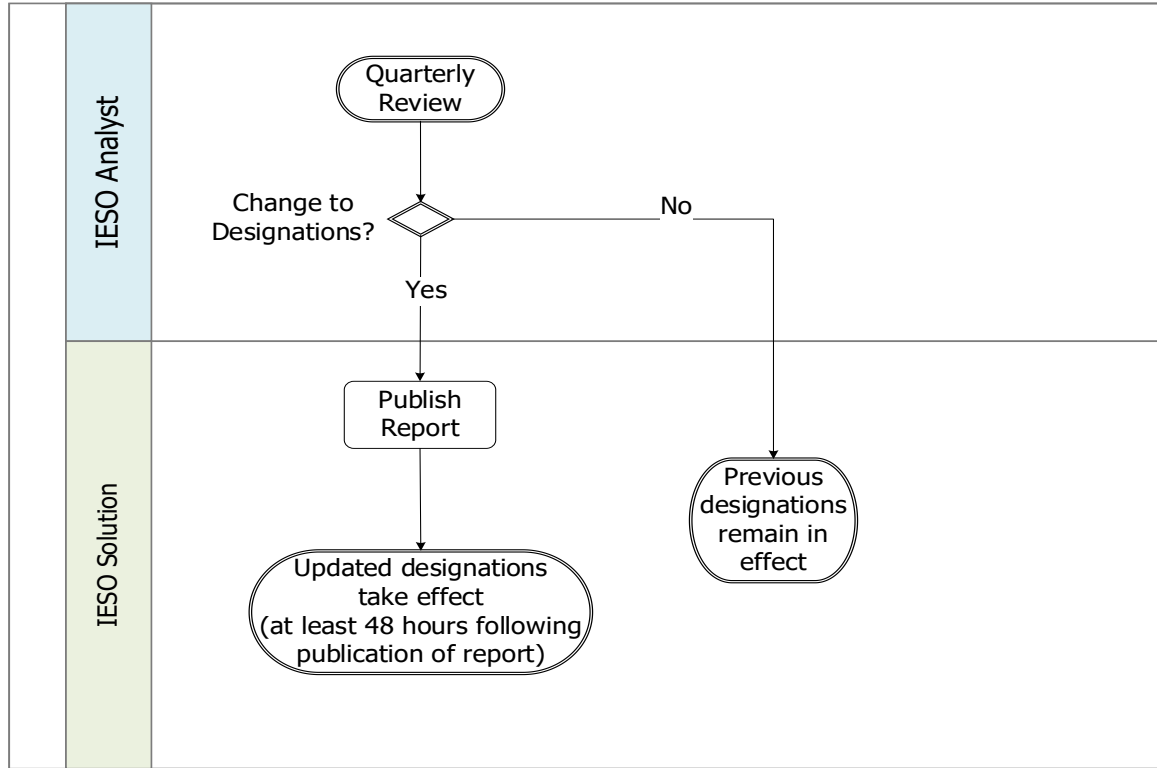 IESO Analyst
Quarterly
Review
Change to
Designations?
No
Yes
IESO Solution
Publish
Report
Previous
designations
remain in
effect
Updated designations
take effect
(at least 48 hours following
publication of report)